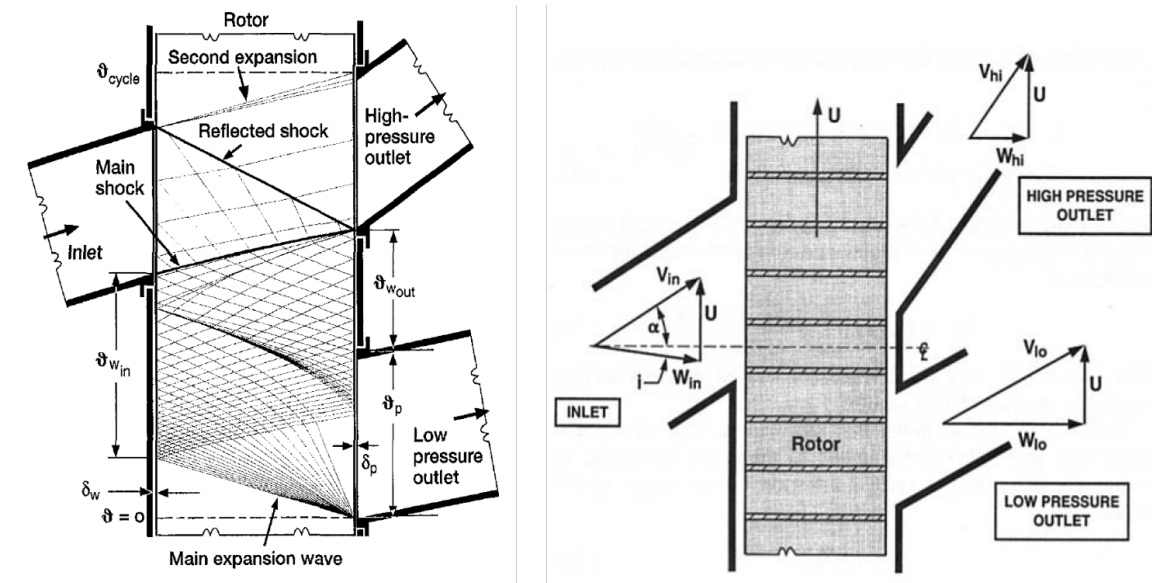 Rotor
Second expansion
ϑcycle
Reflected shock
High-
pressure
outlet
Main
shock
Inlet
ϑwout
ϑwin
ϑp
Low
pressure
outlet
δp
δw
ϑ = o
Main expansion wave
Vhi
U
Whi
HIGH PRESSURE
OUTLET
U
Vin
U
α
i
Win
℄
INLET
Rotor
Vlo
U
Wlo
LOW PRESSURE
OUTLET